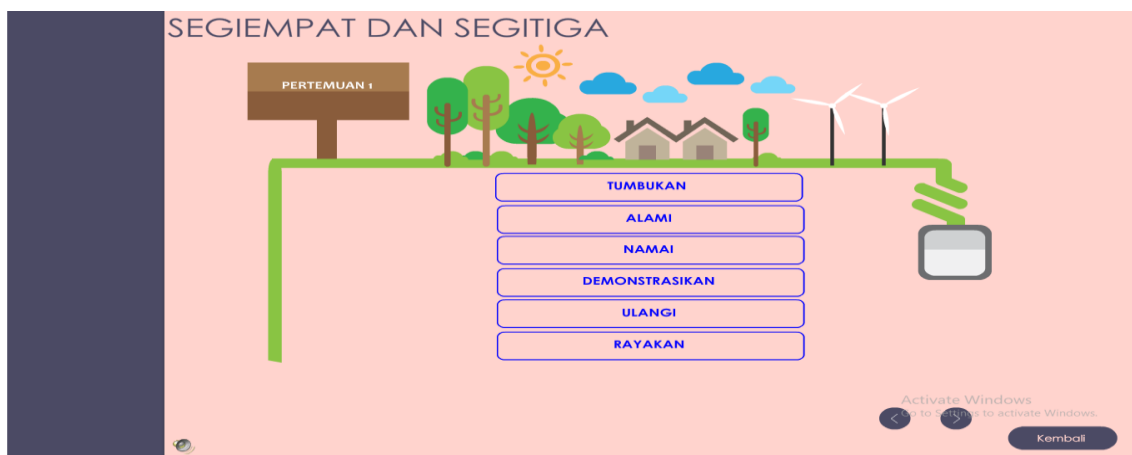 SEGIEMPAT DAN SEGITIGA
PERTEMUAN 1
TUMBUKAN
ALAMI
NAMAI
DEMONSTRASIKAN
ULANGI
RAYAKAN
Activate Windows
Go to Settings to activate Windows.
Kembali